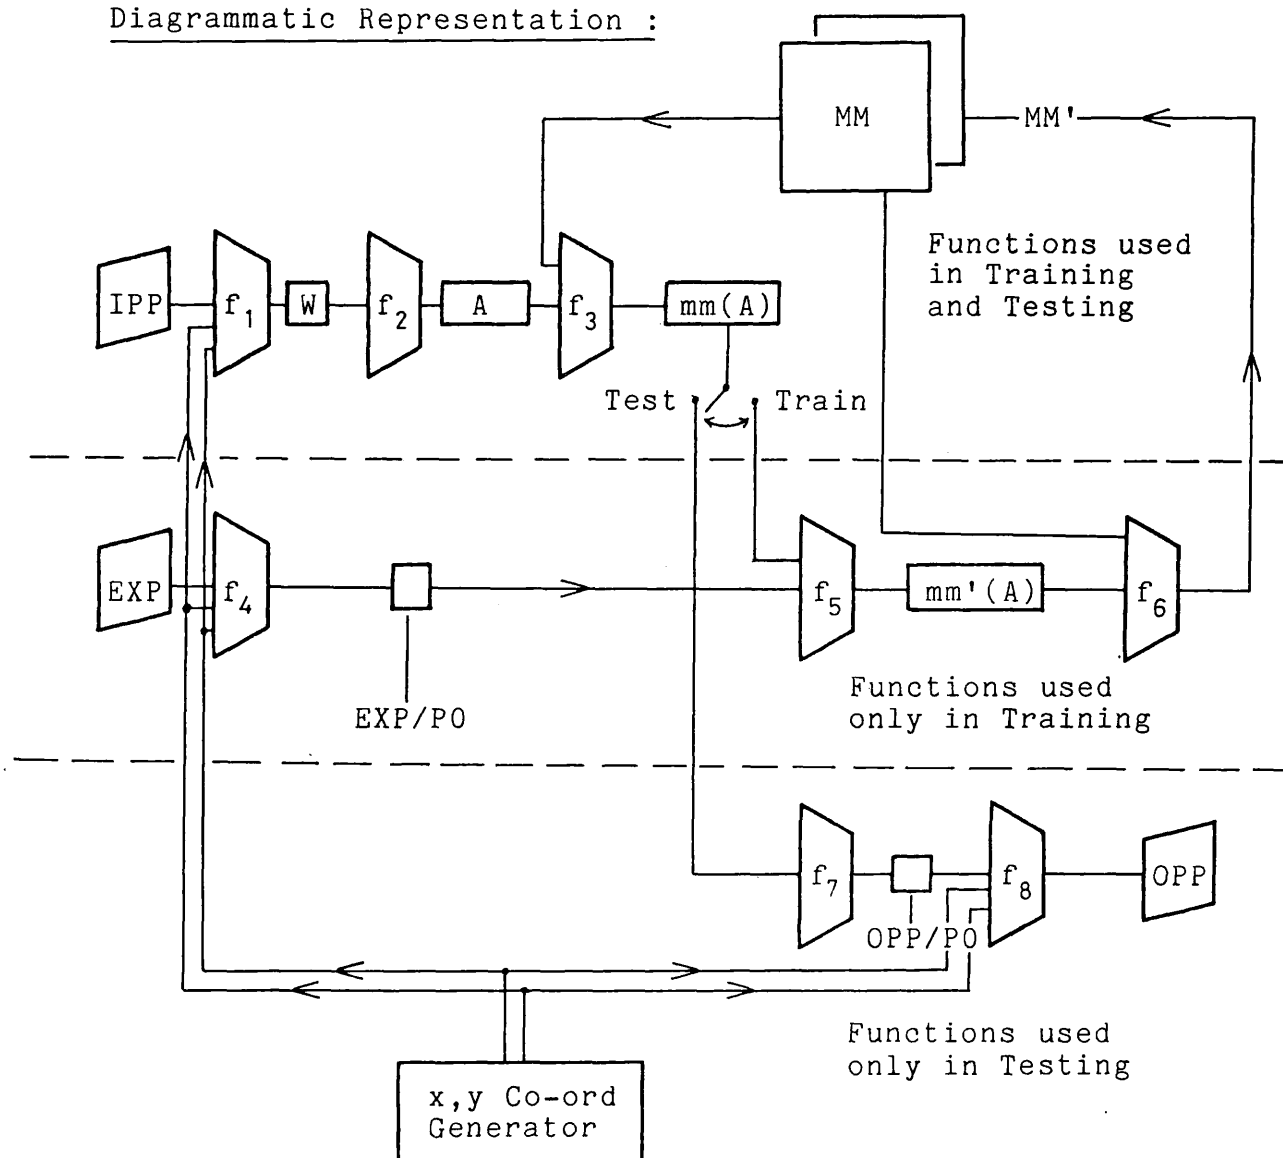 Diagrammatic Representation :
MM
MM'
Functions used
in Training
and Testing
IPP
f1
W
f2
A
f3
mm(A)
Test
Train
EXP
f4
f5
mm'(A)
f6
EXP/PO
Functions used
only in Training
f7
f8
OPP
OPP/PO
Functions used
only in Testing
x,y Co-ord
Generator